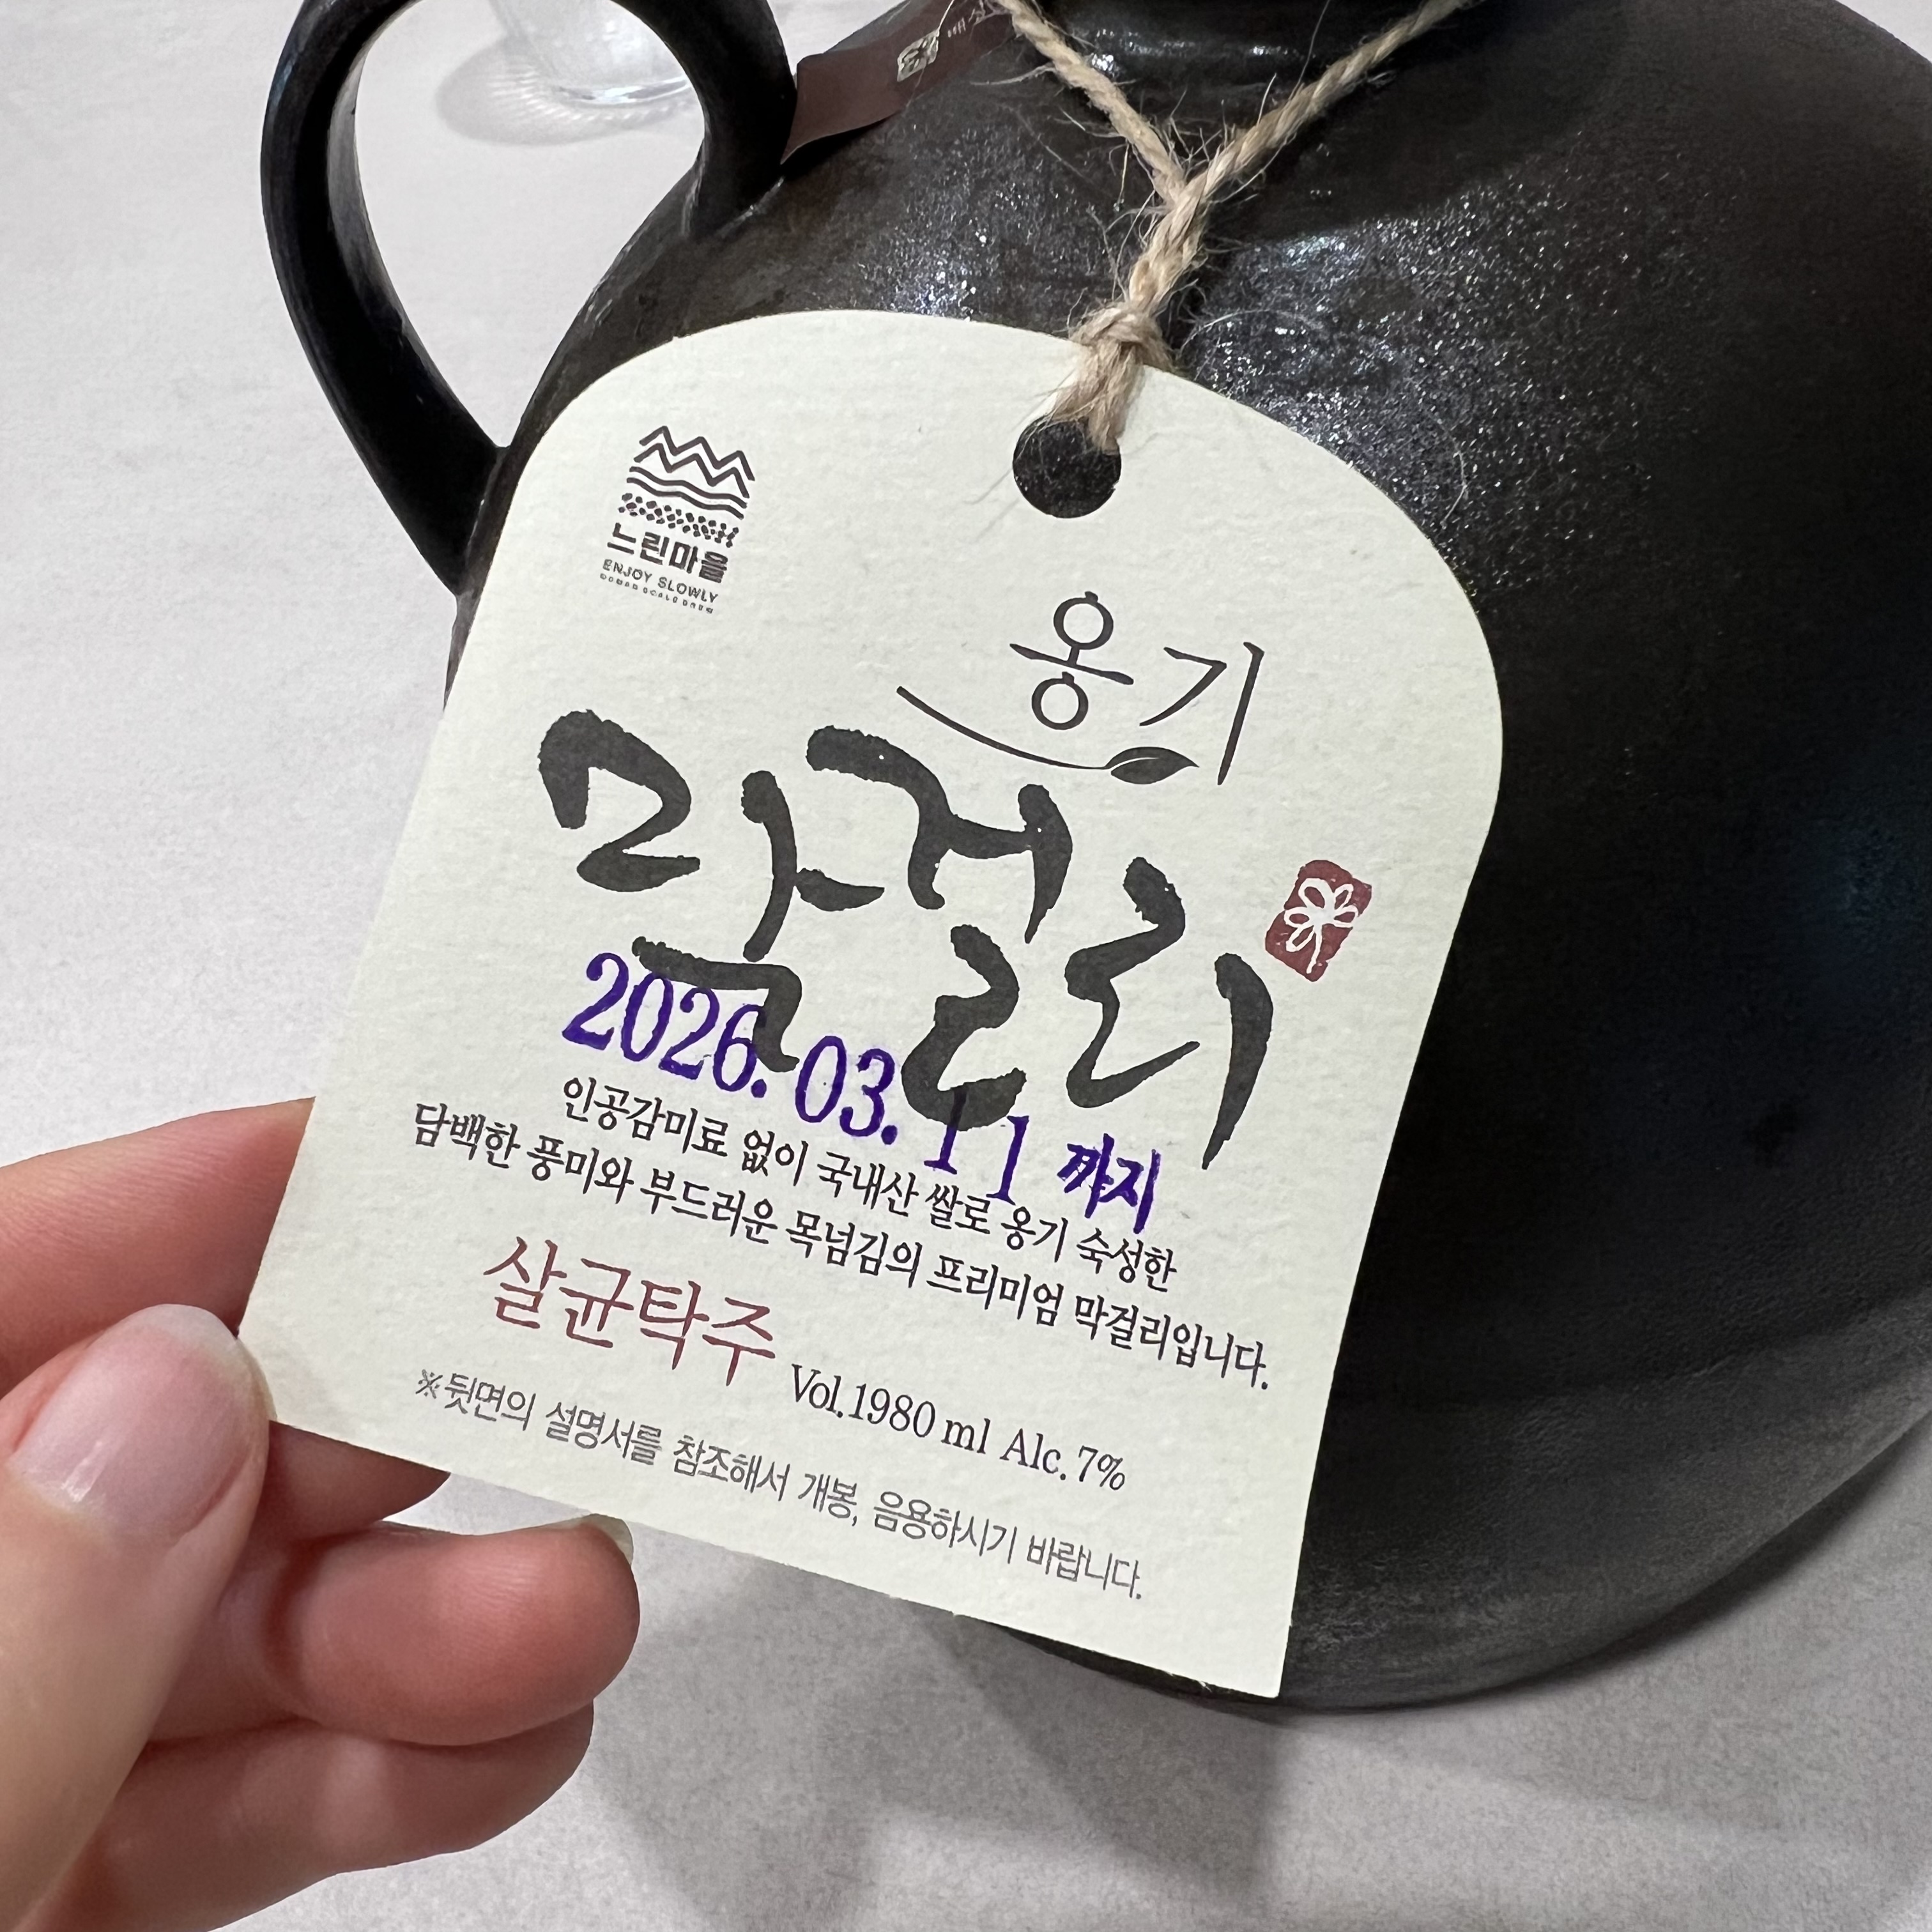 느린마을
ENJOY SLOWLY
옹기
막걸리
2026.03.11 까지
인공감미료 없이 국내산 쌀로 옹기 숙성한
담백한 풍미와 부드러운 목넘김의 프리미엄 막걸리입니다.
살균탁주 Vol.1980 ml Alc. 7%
※뒷면의 설명서를 참조해서 개봉, 음용하시기 바랍니다.